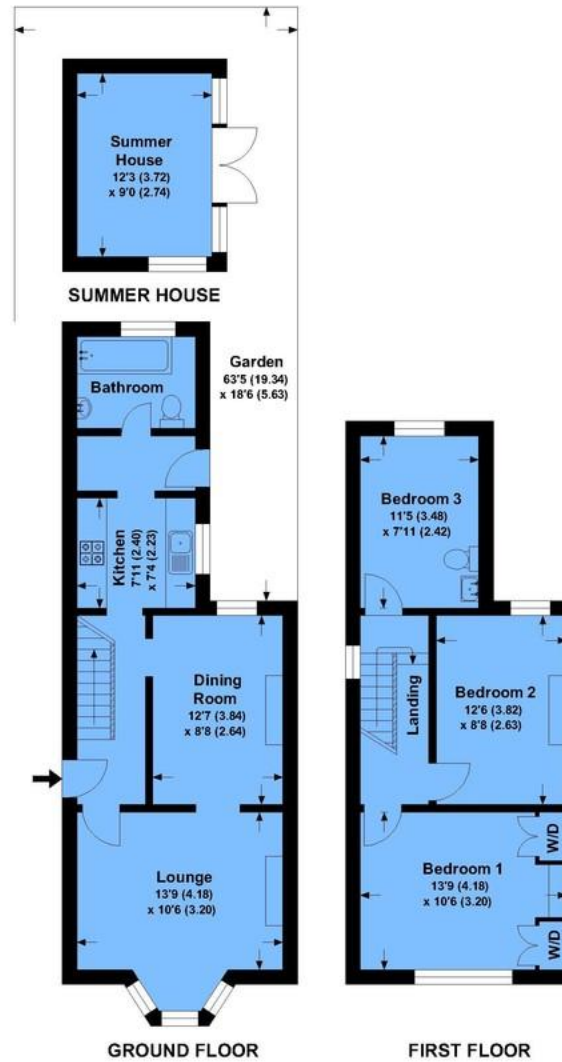 Summer
House
12'3 (3.72)
x 9'0 (2.74)
SUMMER HOUSE
Bathroom
Garden
63'5 (19.34)
x 18'6 (5.63)
Kitchen
7'11 (2.40)
x 7'4 (2.23)
Dining
Room
12'7 (3.84)
x 8'8 (2.64)
Lounge
13'9 (4.18)
x 10'6 (3.20)
GROUND FLOOR
Bedroom 3
11'5 (3.48)
x 7'11 (2.42)
Landing
Bedroom 2
12'6 (3.82)
x 8'8 (2.63)
Bedroom 1
13'9 (4.18)
x 10'6 (3.20)
W/D
W/D
FIRST FLOOR